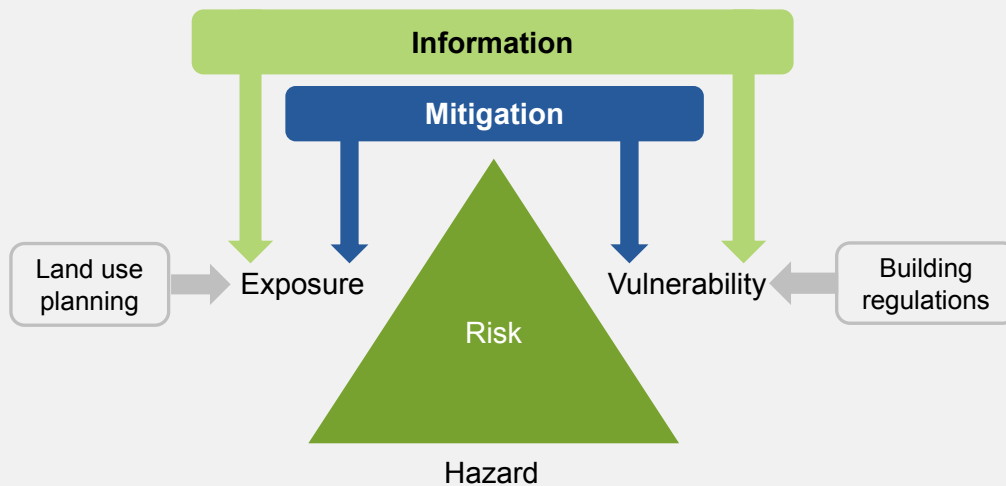 Information
Mitigation
Land use
planning
Exposure
Vulnerability
Building
regulations
Risk
Hazard